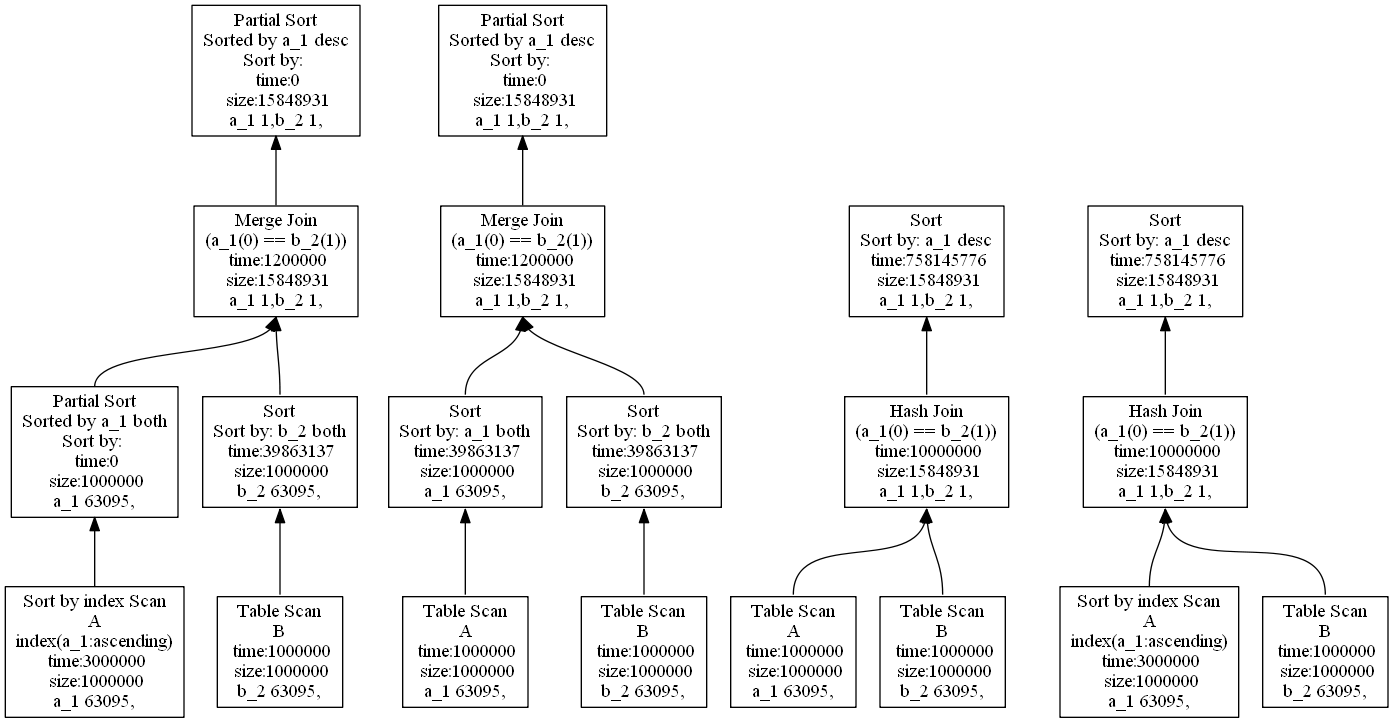 Partial Sort
Sorted by a_1 desc
Sort by:
time:0
size:15848931
a_1 1,b_2 1,
Partial Sort
Sorted by a_1 desc
Sort by:
time:0
size:15848931
a_1 1,b_2 1,
Merge Join
(a_1(0) == b_2(1))
time:1200000
size:15848931
a_1 1,b_2 1,
Merge Join
(a_1(0) == b_2(1))
time:1200000
size:15848931
a_1 1,b_2 1,
Sort
Sort by: a_1 desc
time:758145776
size:15848931
a_1 1,b_2 1,
Sort
Sort by: a_1 desc
time:758145776
size:15848931
a_1 1,b_2 1,
Partial Sort
Sorted by a_1 both
Sort by:
time:0
size:1000000
a_1 63095,
Sort
Sort by: b_2 both
time:39863137
size:1000000
b_2 63095,
Sort
Sort by: a_1 both
time:39863137
size:1000000
a_1 63095,
Sort
Sort by: b_2 both
time:39863137
size:1000000
b_2 63095,
Hash Join
(a_1(0) == b_2(1))
time:10000000
size:15848931
a_1 1,b_2 1,
Hash Join
(a_1(0) == b_2(1))
time:10000000
size:15848931
a_1 1,b_2 1,
Sort by index Scan
A
index(a_1:ascending)
time:3000000
size:1000000
a_1 63095,
Table Scan
B
time:1000000
size:1000000
b_2 63095,
Table Scan
A
time:1000000
size:1000000
a_1 63095,
Table Scan
B
time:1000000
size:1000000
b_2 63095,
Table Scan
A
time:1000000
size:1000000
a_1 63095,
Table Scan
B
time:1000000
size:1000000
b_2 63095,
Sort by index Scan
A
index(a_1:ascending)
time:3000000
size:1000000
a_1 63095,
Table Scan
B
time:1000000
size:1000000
b_2 63095,